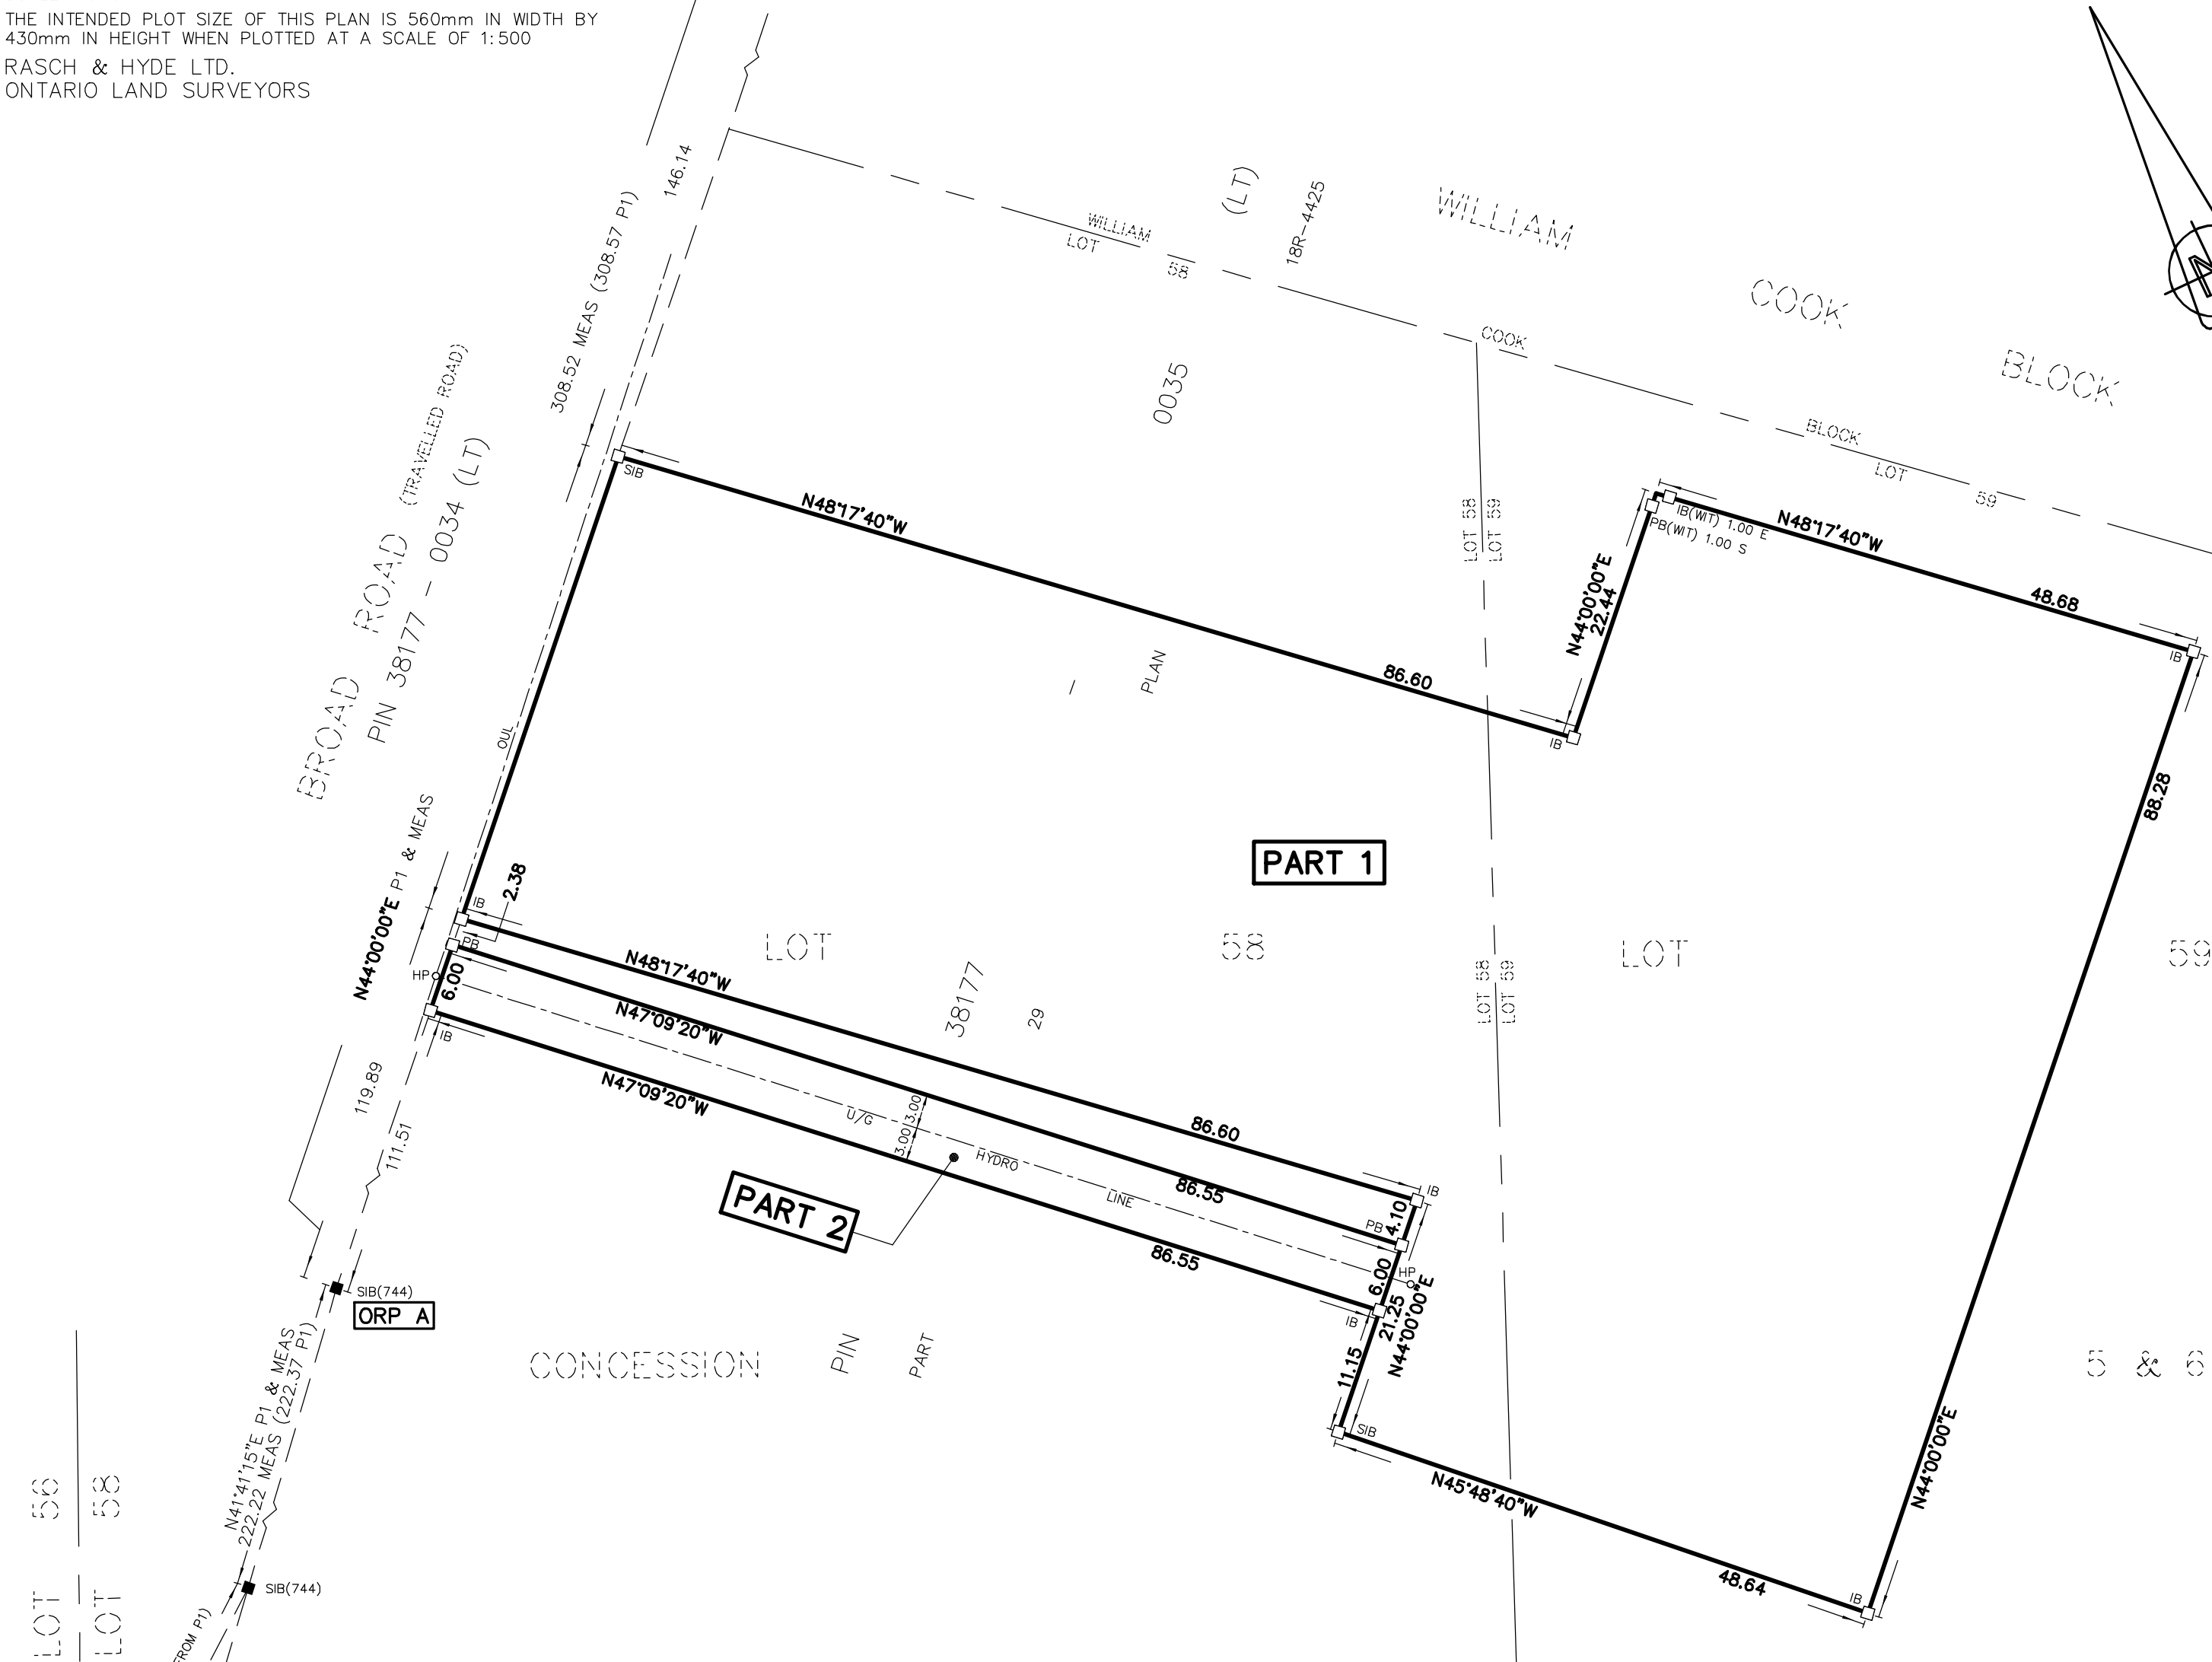 THE INTENDED PLOT SIZE OF THIS PLAN IS 560mm IN WIDTH BY
430mm IN HEIGHT WHEN PLOTTED AT A SCALE OF 1:500
RASCH & HYDE LTD.
ONTARIO LAND SURVEYORS
146.14
308.52 MEAS (308.57 P1)
BROAD ROAD (TRAVELLED ROAD)
PIN 38177 - 0034 (LT)
WILLIAM COOK BLOCK
LOT 58
WILLIAM
COOK
BLOCK
LOT 59
N
(LT)
0035
–
38177
PIN
18R-4425
PLAN
29
PART
SIB
N48°17'40"W
86.60
LOT 58
LOT 59
IB(WIT) 1.00 E
PB(WIT) 1.00 S
N44°00'00"E
22.44
IB
N48°17'40"W
48.68
IB
88.28
N44°00'00"E
OUL
PART 1
N44°00'00"E P1 & MEAS
2.38
IB
PB
HP
6.00
IB
LOT 58
LOT 59
LOT 58
LOT 59
N48°17'40"W
86.60
N47°09'20"W
86.55
N47°09'20"W
86.55
U/G HYDRO LINE
3.00
3.00
PART 2
IB
4.10
PB
6.00
HP
IB
21.25
N44°00'00"E
11.15
SIB
N45°48'40"W
48.64
IB
119.89
111.51
SIB(744)
ORP A
CONCESSION
5 & 6
N41°41'15"E P1 & MEAS
222.22 MEAS (222.37 P1)
SIB(744)
FROM P1)
LOT 56
LOT 58